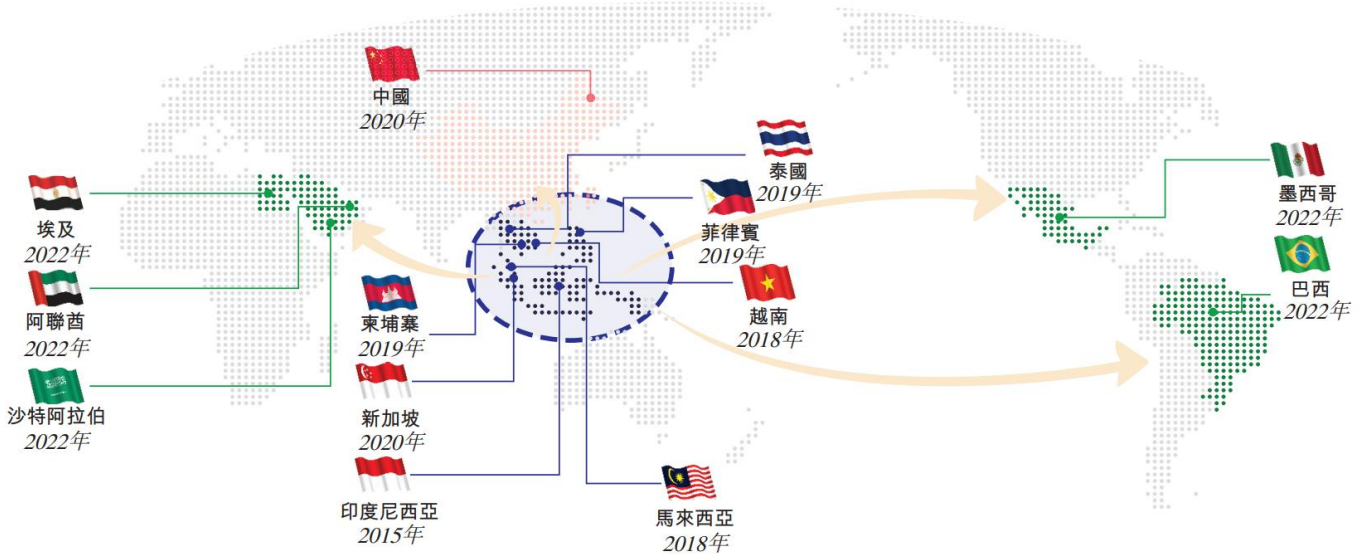 中國
2020年
泰國
2019年
埃及
2022年
菲律賓
2019年
墨西哥
2022年
阿聯酋
2022年
柬埔寨
2019年
越南
2018年
巴西
2022年
沙特阿拉伯
2022年
新加坡
2020年
印度尼西亞
2015年
馬來西亞
2018年